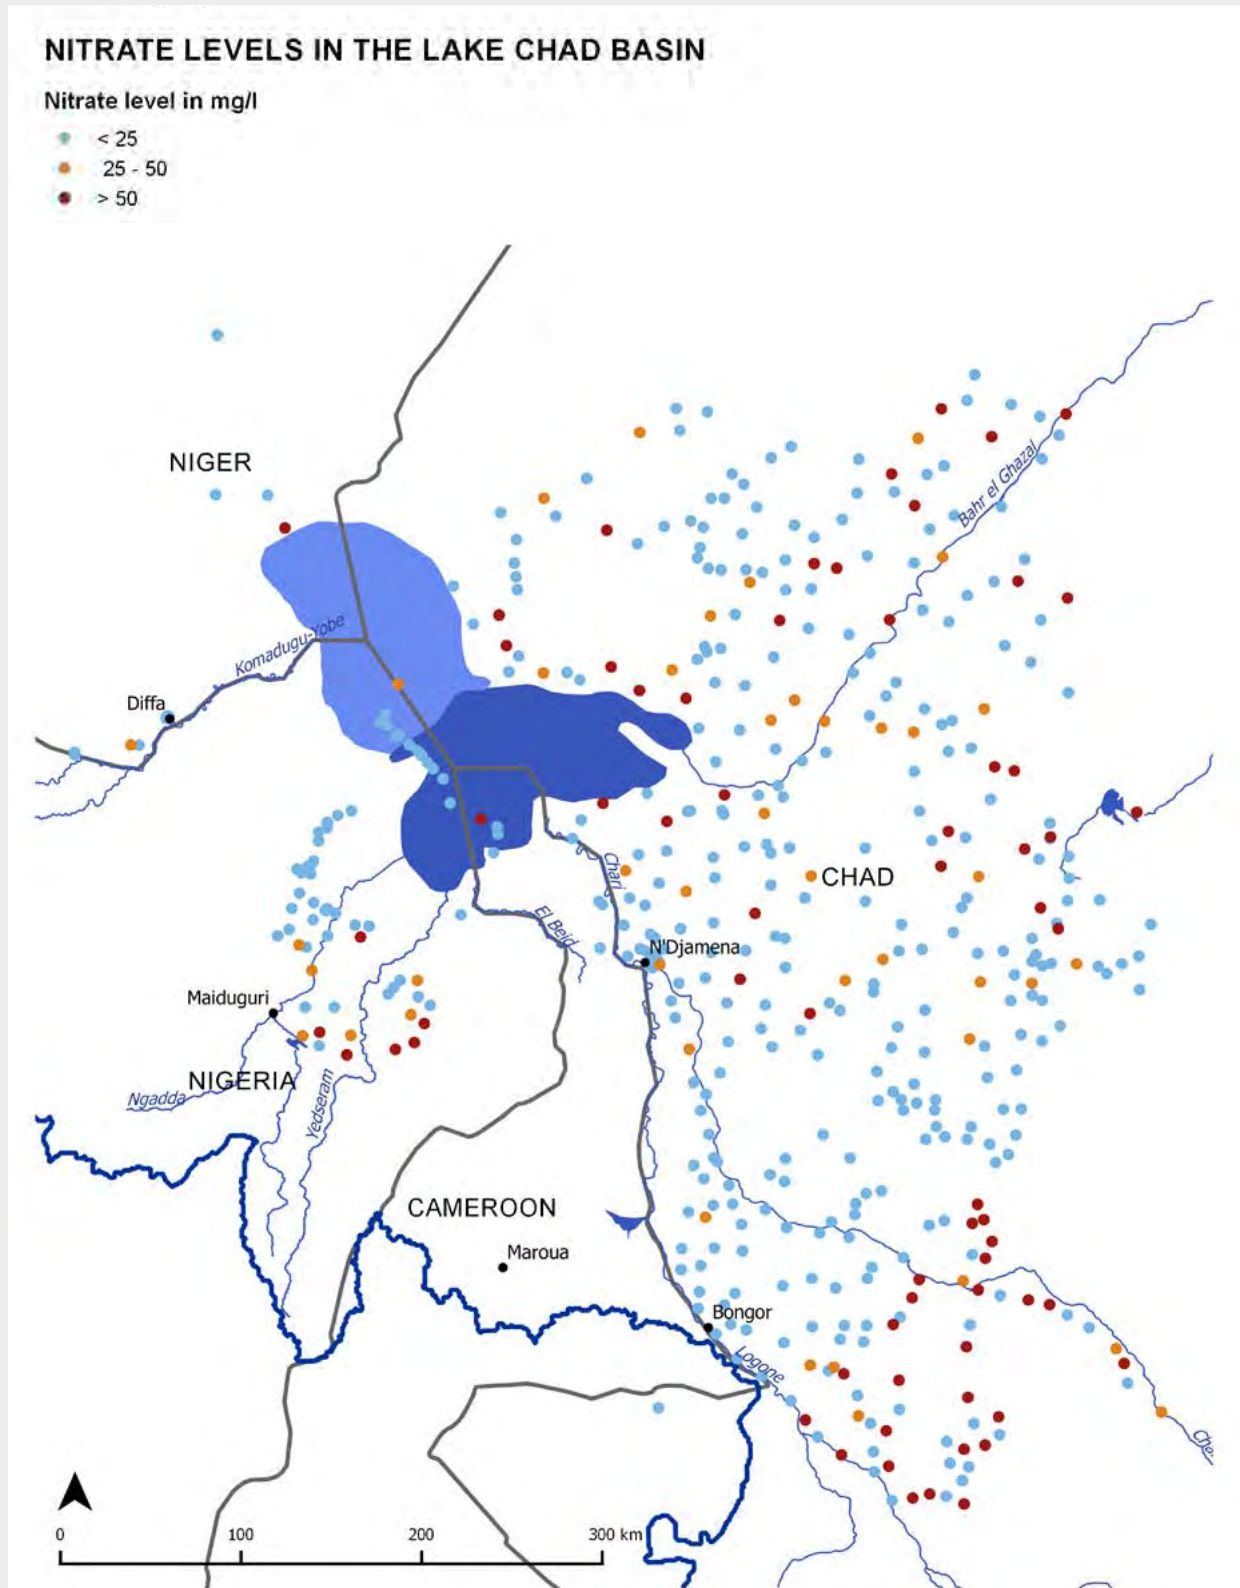 NITRATE LEVELS IN THE LAKE CHAD BASIN
Nitrate level in mg/l
< 25
25 - 50
> 50
NIGER
Bahr el Ghazal
Komadugu-Yobe
Diffa
Chari
CHAD
El Beid
N'Djamena
Maiduguri
NIGERIA
Ngadda
Yedseram
CAMEROON
Maroua
Bongor
Logone
Che.
0 100 200 300 km